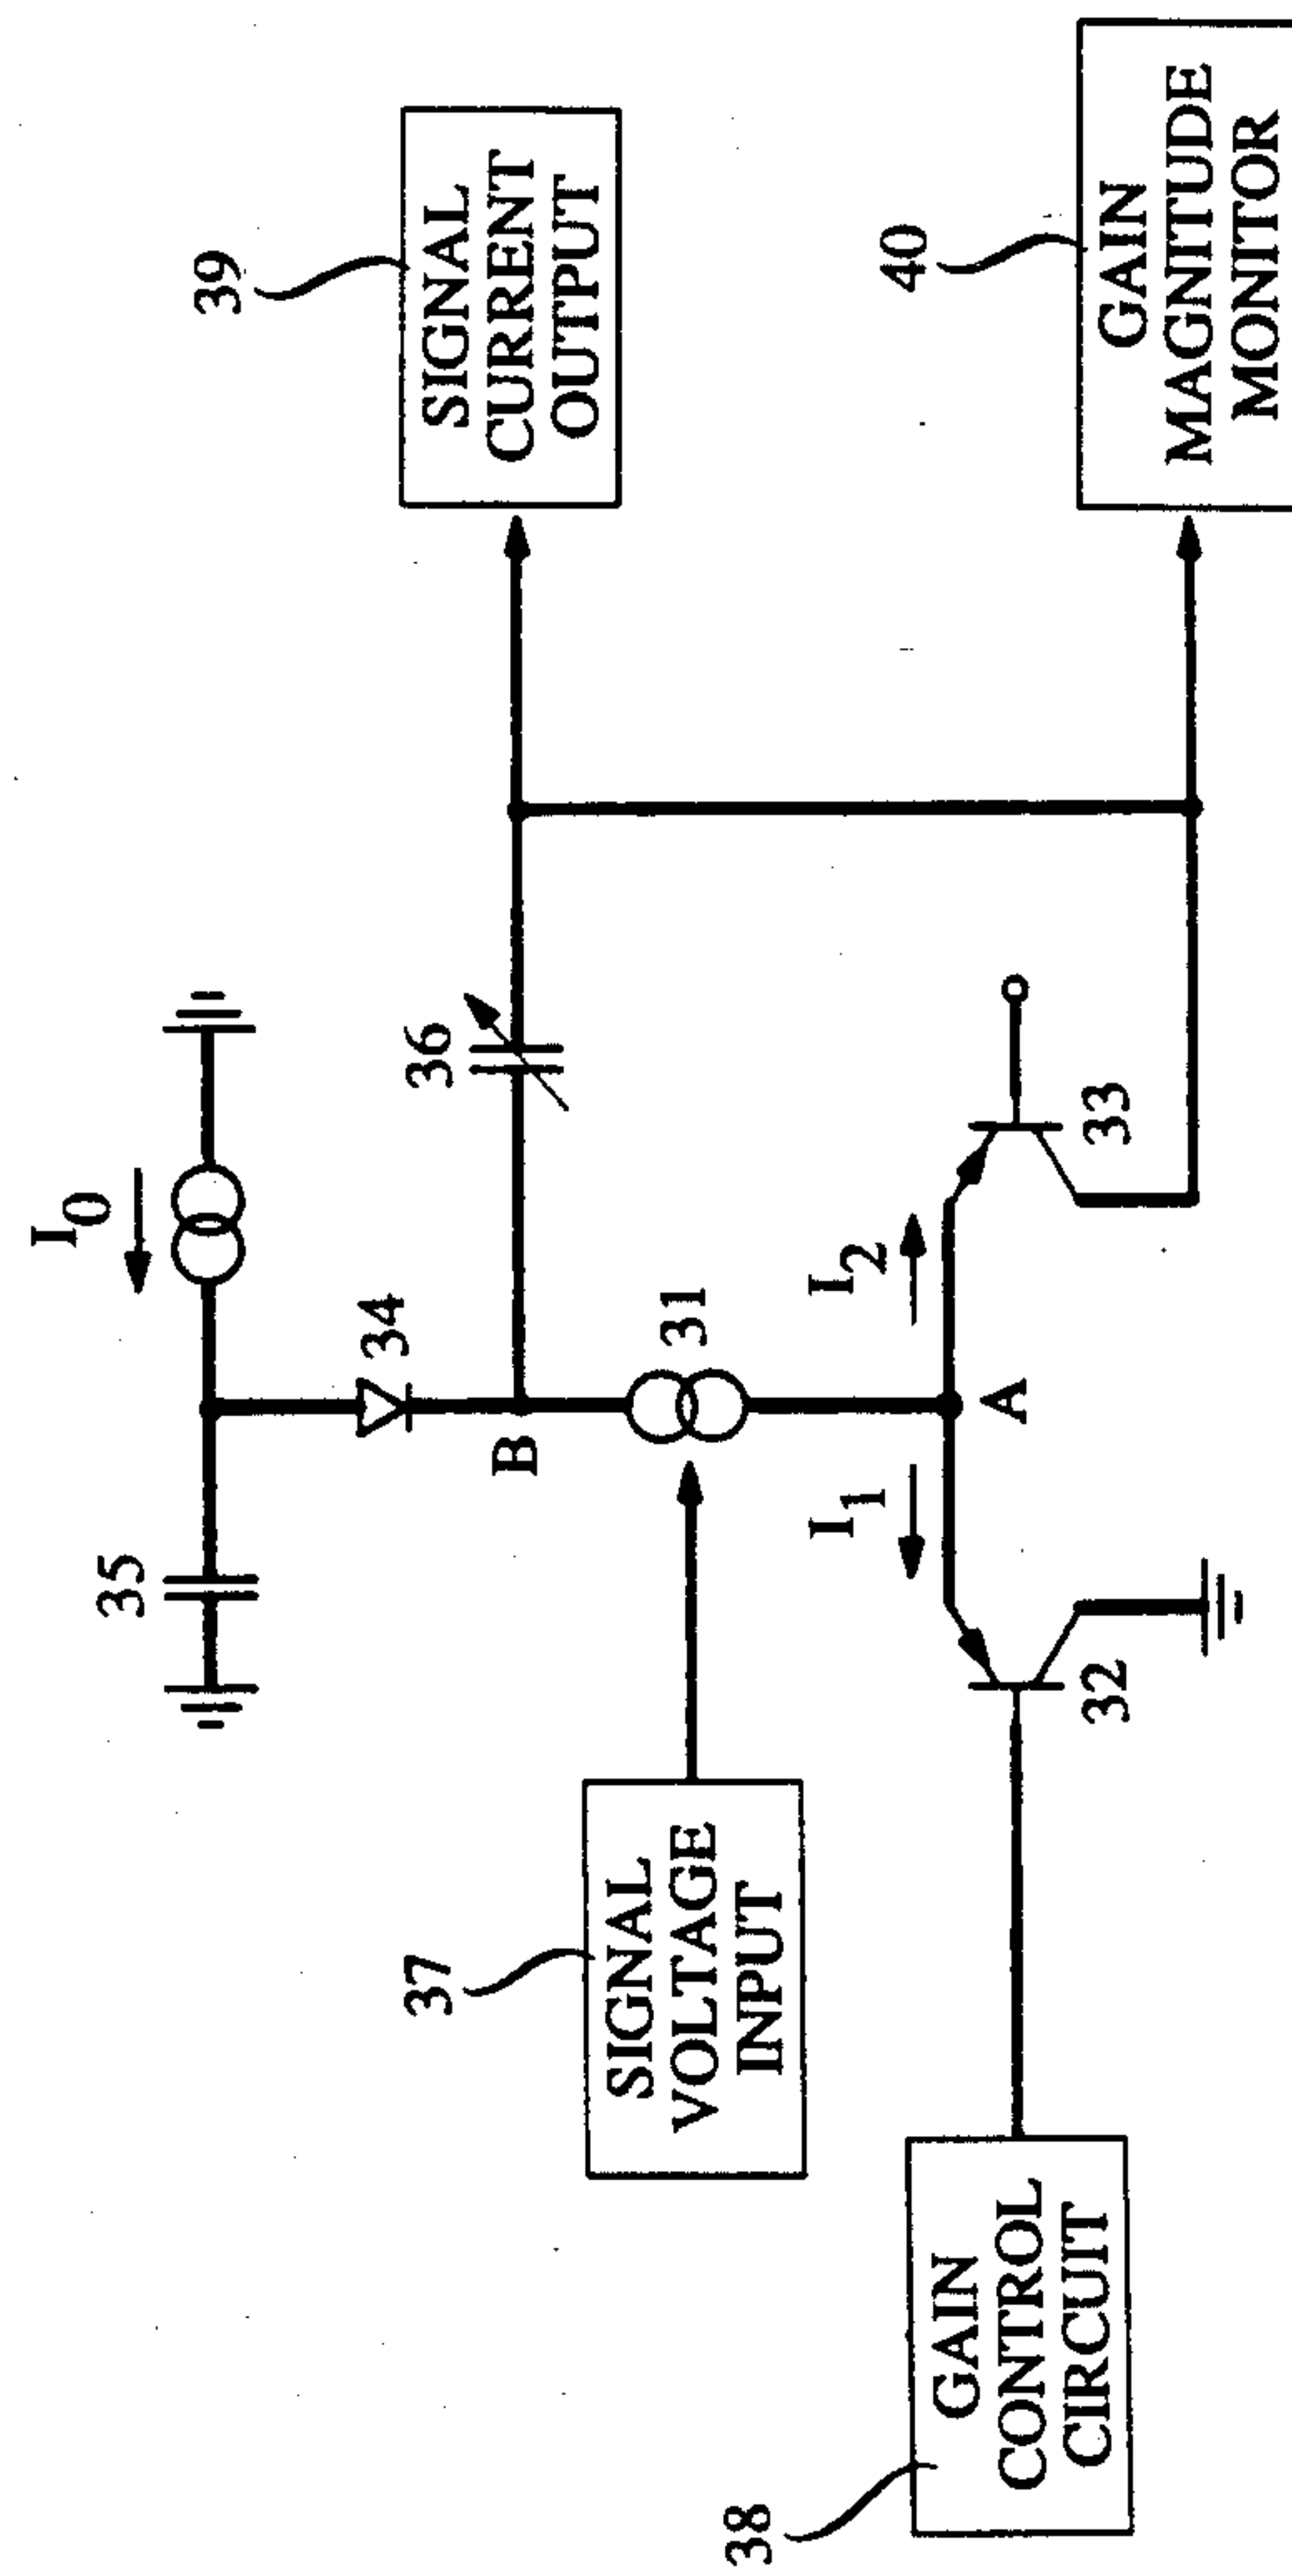 I0
35
34
36
39
SIGNAL
CURRENT
OUTPUT
B
37
SIGNAL
VOLTAGE
INPUT
31
I1
I2
A
40
GAIN
MAGNITUDE
MONITOR
38
GAIN
CONTROL
CIRCUIT
32
33